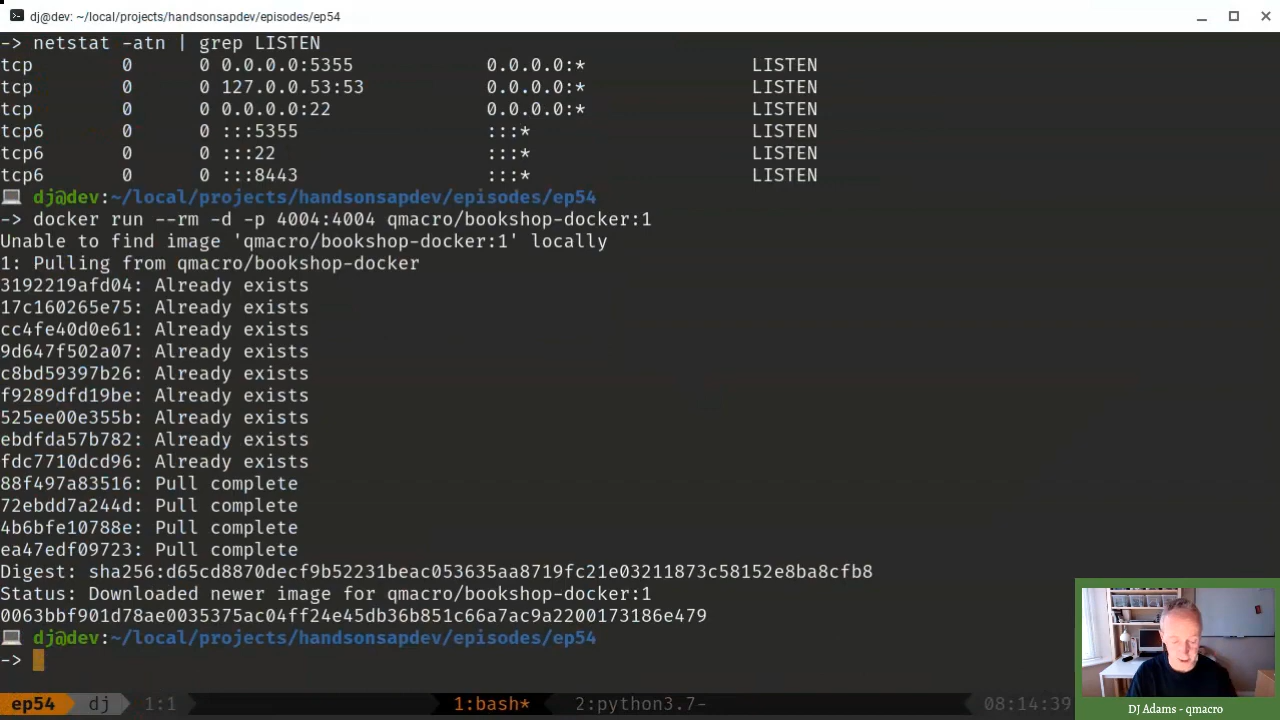 dj@dev: ~/local/projects/handsonsapdev/episodes/ep54
-> netstat -atn | grep LISTEN
tcp 0 0 0.0.0.0:5355 0.0.0.0:* LISTEN
tcp 0 0 127.0.0.53:53 0.0.0.0:* LISTEN
tcp 0 0 0.0.0.0:22 0.0.0.0:* LISTEN
tcp6 0 0 :::5355 :::* LISTEN
tcp6 0 0 :::22 :::* LISTEN
tcp6 0 0 :::8443 :::* LISTEN
dj@dev:~/local/projects/handsonsapdev/episodes/ep54
-> docker run --rm -d -p 4004:4004 qmacro/bookshop-docker:1
Unable to find image 'qmacro/bookshop-docker:1' locally
1: Pulling from qmacro/bookshop-docker
3192219afd04: Already exists
17c160265e75: Already exists
cc4fe40d0e61: Already exists
9d647f502a07: Already exists
c8bd59397b26: Already exists
f9289dfd19be: Already exists
525ee00e355b: Already exists
ebdfda57b782: Already exists
fdc7710dcd96: Already exists
88f497a83516: Pull complete
72ebdd7a244d: Pull complete
4b6bfe10788e: Pull complete
ea47edf09723: Pull complete
Digest: sha256:d65cd8870decf9b52231beac053635aa8719fc21e03211873c58152e8ba8cfb8
Status: Downloaded newer image for qmacro/bookshop-docker:1
0063bbf901d78ae0035375ac04ff24e45db36b851c66a7ac9a2200173186e479
dj@dev:~/local/projects/handsonsapdev/episodes/ep54
->
ep54 dj 1:1 1:bash* 2:python3.7- 08:14:39
DJ Adams - qmacro